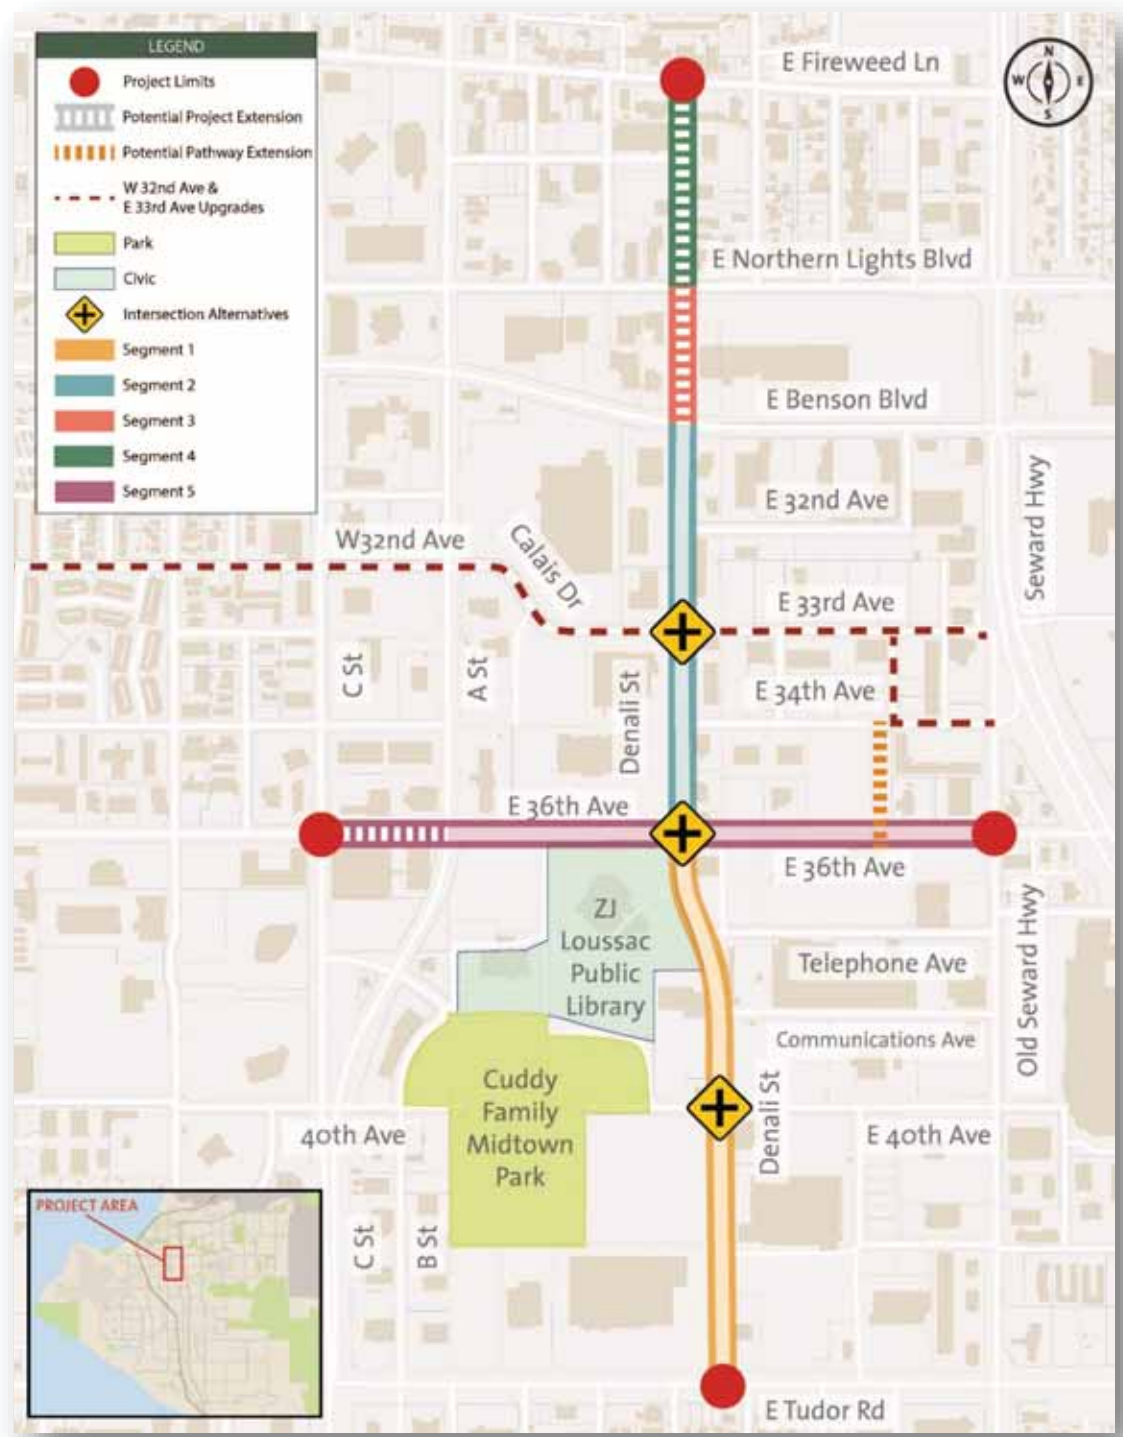 LEGEND
Project Limits
Potential Project Extension
Potential Pathway Extension
W 32nd Ave &
E 33rd Ave Upgrades
Park
Civic
Intersection Alternatives
Segment 1
Segment 2
Segment 3
Segment 4
Segment 5
E Fireweed Ln
N
W
E
S
E Northern Lights Blvd
E Benson Blvd
E 32nd Ave
Seward Hwy
W32nd Ave
Calais Dr
E 33rd Ave
C St
A St
Denali St
E 34th Ave
E 36th Ave
E 36th Ave
ZJ
Loussac
Public
Library
Telephone Ave
Old Seward Hwy
Communications Ave
Cuddy
Family
Midtown
Park
Denali St
40th Ave
E 40th Ave
C St
B St
PROJECT AREA
E Tudor Rd